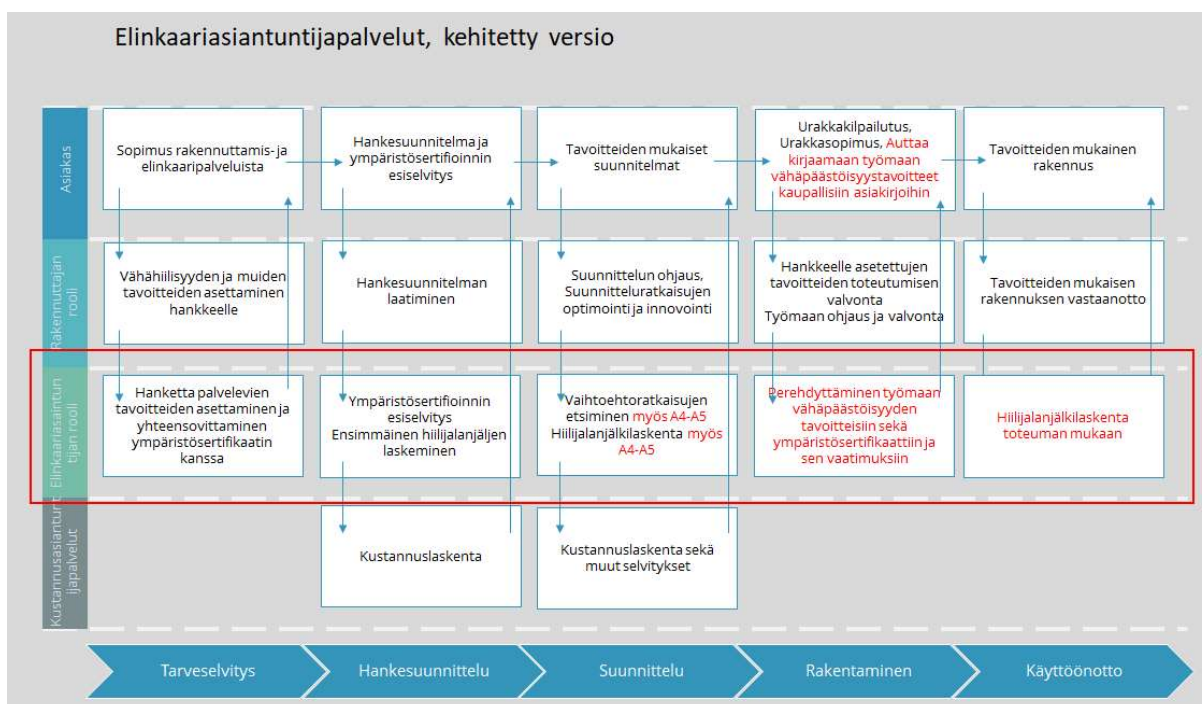 Elinkaariasiantuntijapalvelut, kehitetty versio
Asiakas
Sopimus rakennuttamis- ja
elinkaaripalveluista
Hankesuunnitelma ja
ympäristösertifioinnin
esiselvitys
Tavoitteiden mukaiset
suunnitelmat
Urakkakilpailutus,
Urakkasopimus, Auttaa
kirjaamaan työmaan
vähäpäästöisyystavoitteet
kaupallisiin asiakirjoihin
Tavoitteiden mukainen
rakennus
Rakennuttajan
rooli
Vähähiilisyyden ja muiden
tavoitteiden asettaminen
hankkeelle
Hankesuunnitelman
laatiminen
Suunnittelun ohjaus,
Suunnitteluratkaisujen
optimointi ja innovointi
Hankkeelle asetettujen
tavoitteiden toteutumisen
valvonta
Työmaan ohjaus ja valvonta
Tavoitteiden mukaisen
rakennuksen vastaanotto
Elinkaariasaintun
tijan rooli
Hanketta palvelevien
tavoitteiden asettaminen ja
yhteensovittaminen
ympäristösertifikaatin
kanssa
Ympäristösertifioinnin
esiselvitys
Ensimmäinen hiilijalanjäljen
laskeminen
Vaihtoehtoratkaisujen
etsiminen myös A4-A5
Hiilijalanjälkilaskenta myös
A4-A5
Perehdyttäminen työmaan
vähäpäästöisyyden
tavoitteisiin sekä
ympäristösertifikaattiin ja
sen vaatimuksiin
Hiilijalanjälkilaskenta
toteuman mukaan
Kustannusasiantunt
ijapalvelut
Kustannuslaskenta
Kustannuslaskenta sekä
muut selvitykset
Tarveselvitys
Hankesuunnittelu
Suunnittelu
Rakentaminen
Käyttöönotto